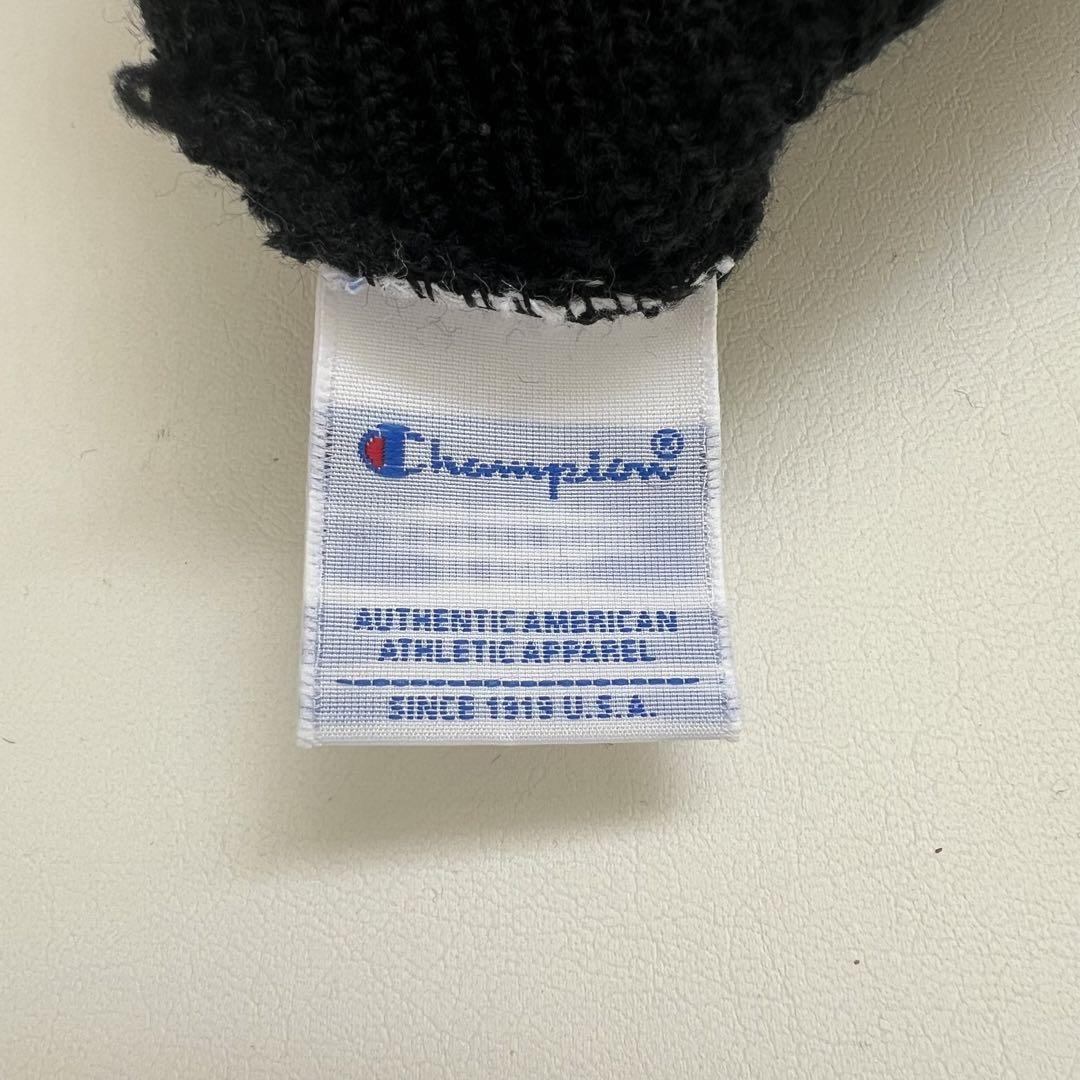 Champion®
AUTHENTIC AMERICAN
ATHLETIC APPAREL
SINCE 1919 U.S.A.